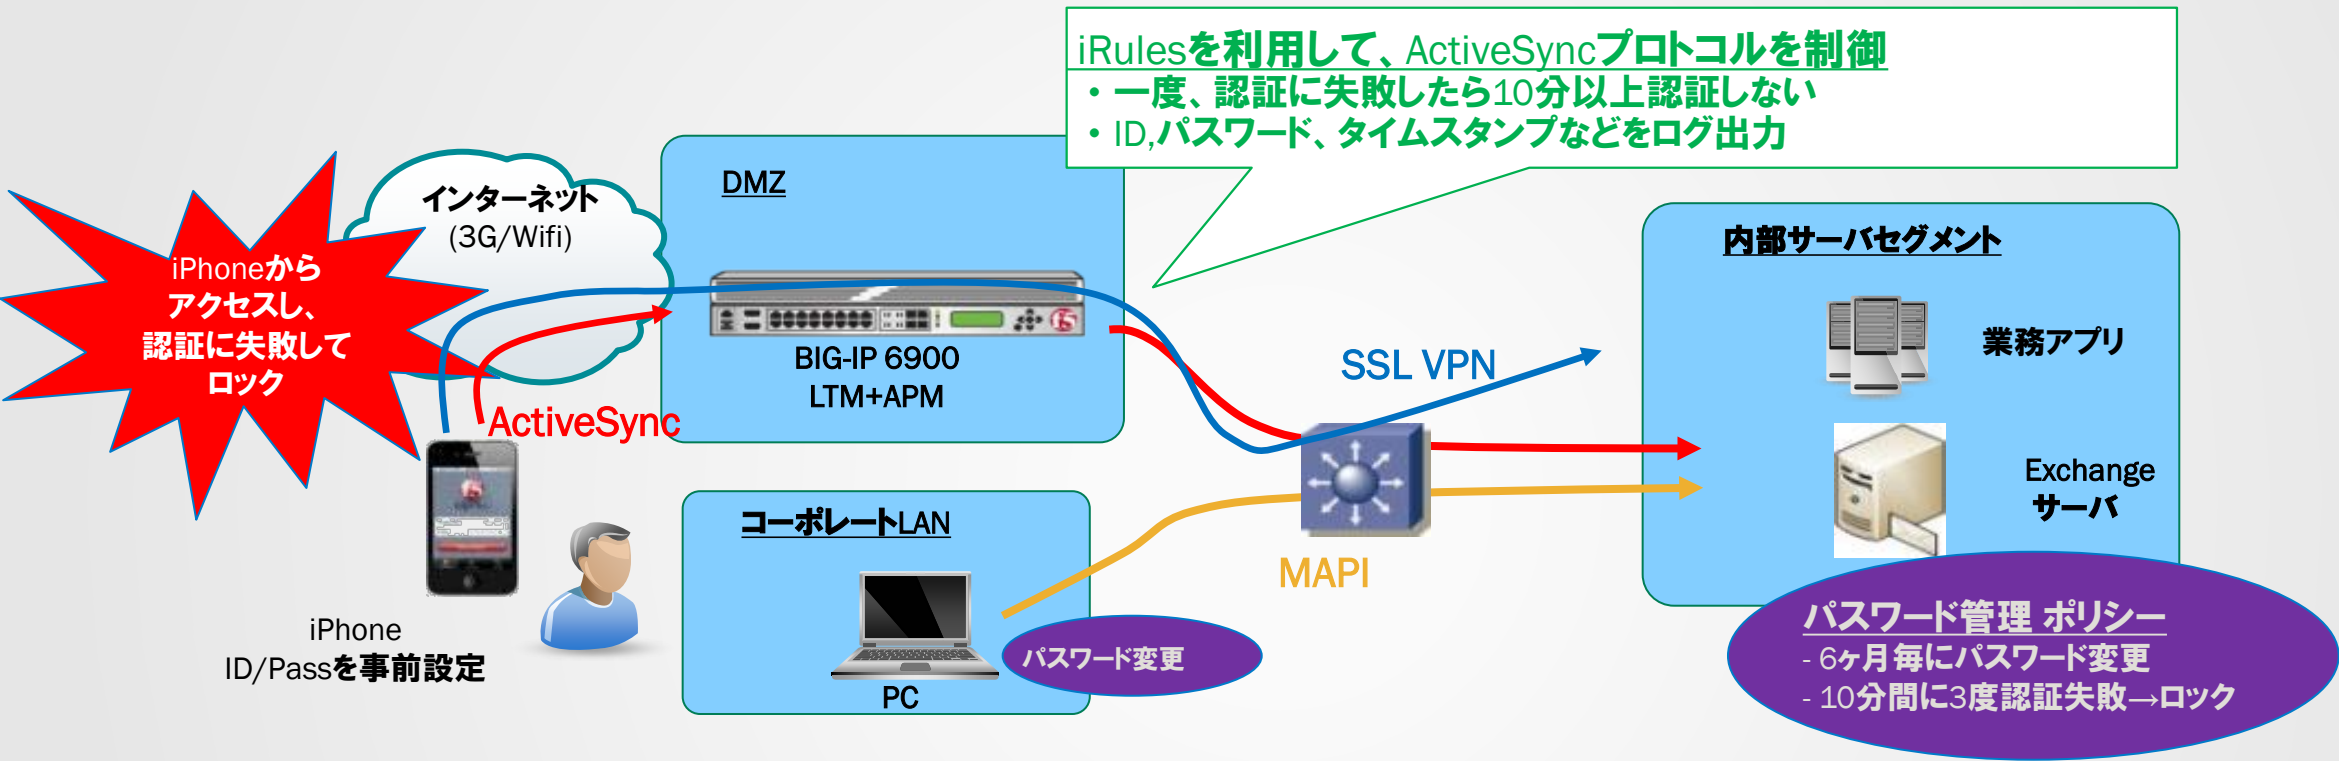 iRulesを利用して、ActiveSyncプロトコルを制御
・一度、認証に失敗したら10分以上認証しない
・ID,パスワード、タイムスタンプなどをログ出力
インターネット
(3G/Wifi)
DMZ
iPhoneから
アクセスし、
認証に失敗して
ロック
BIG-IP 6900
LTM+APM
ActiveSync
SSL VPN
内部サーバセグメント
業務アプリ
Exchange
サーバ
コーポレートLAN
MAPI
PC
パスワード変更
iPhone
ID/Passを事前設定
パスワード管理 ポリシー
- 6ヶ月毎にパスワード変更
- 10分間に3度認証失敗→ロック